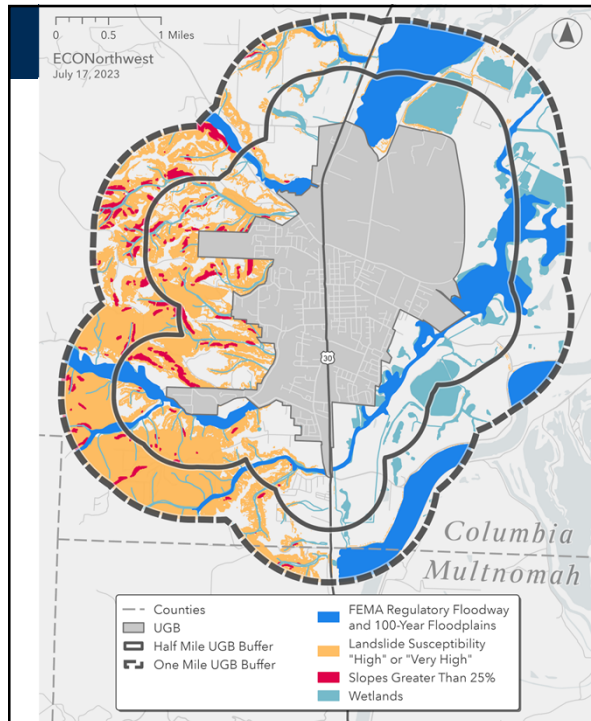 0 0.5 1 Miles
ECONorthwest
July 17, 2023
30
Columbia
Multnomah
Counties
UGB
Half Mile UGB Buffer
One Mile UGB Buffer
FEMA Regulatory Floodway
and 100-Year Floodplains
Landslide Susceptibility
"High" or "Very High"
Slopes Greater Than 25%
Wetlands